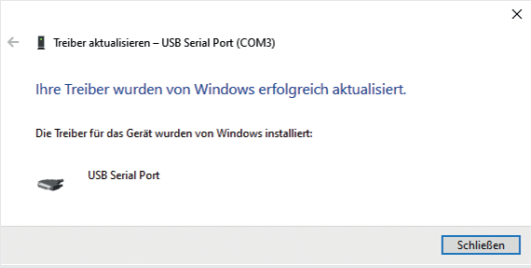 Treiber aktualisieren – USB Serial Port (COM3)
Ihre Treiber wurden von Windows erfolgreich aktualisiert.
Die Treiber für das Gerät wurden von Windows installiert:
USB Serial Port
Schließen